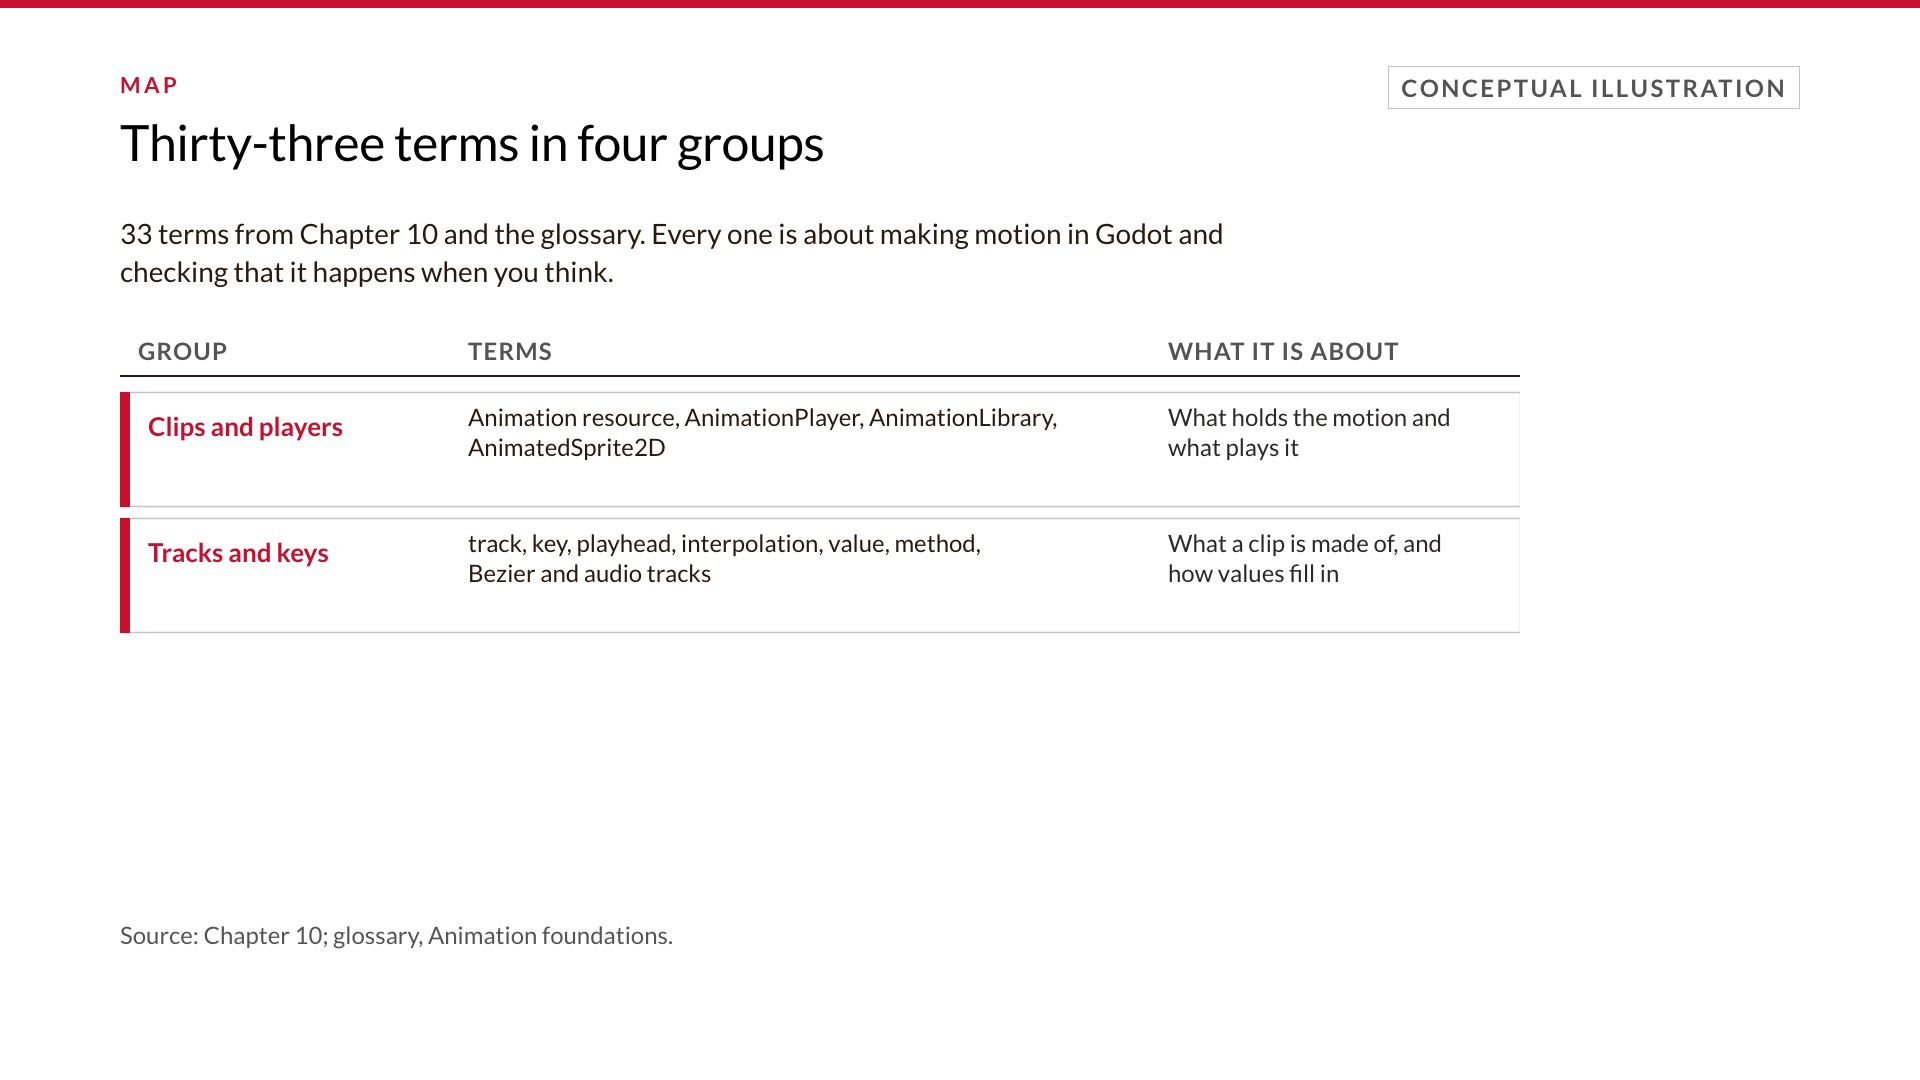 MAP
CONCEPTUAL ILLUSTRATION
Thirty-three terms in four groups
33 terms from Chapter 10 and the glossary. Every one is about making motion in Godot and
checking that it happens when you think.
GROUP TERMS WHAT IT IS ABOUT
Clips and players
Animation resource, AnimationPlayer, AnimationLibrary,
AnimatedSprite2D
What holds the motion and
what plays it
Tracks and keys
track, key, playhead, interpolation, value, method,
Bezier and audio tracks
What a clip is made of, and
how values fill in
Source: Chapter 10; glossary, Animation foundations.